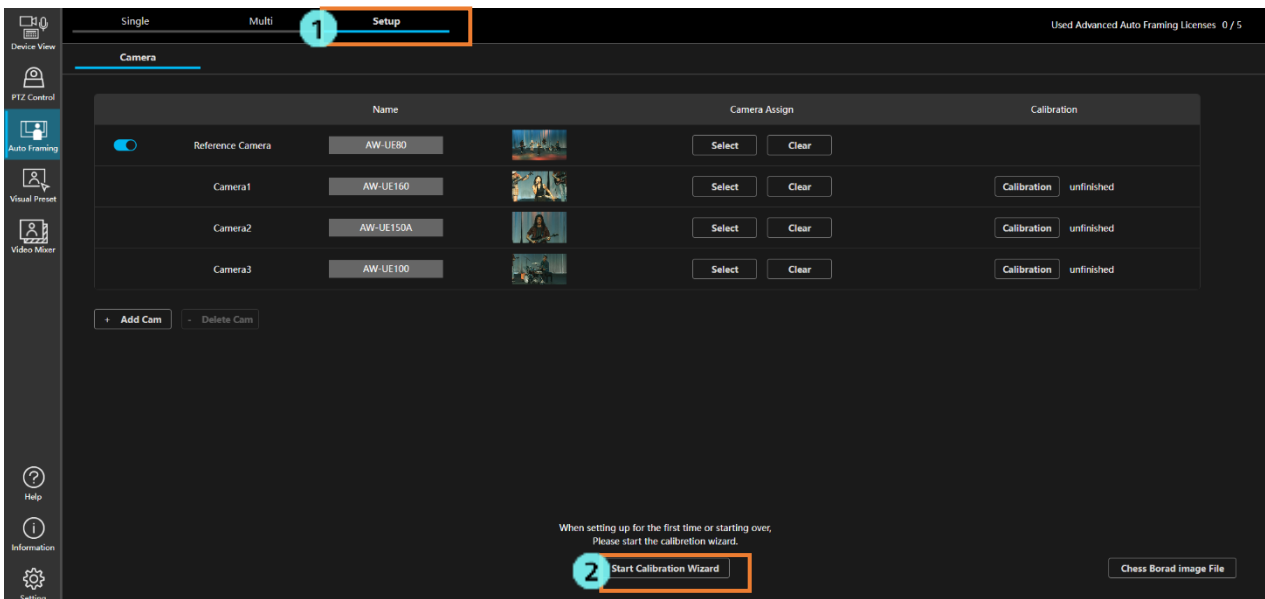 Single
Multi
1
Setup
Used Advanced Auto Framing Licenses 0 / 5
Device View
PTZ Control
Auto Framing
Visual Preset
Video Mixer
Help
Information
Setting
Camera
Name
Camera Assign
Calibration
Reference Camera
AW-UE80
Select
Clear
Camera1
AW-UE160
Select
Clear
Calibration
unfinished
Camera2
AW-UE150A
Select
Clear
Calibration
unfinished
Camera3
AW-UE100
Select
Clear
Calibration
unfinished
+ Add Cam
- Delete Cam
When setting up for the first time or starting over,
Please start the calibretion wizard.
2
Start Calibration Wizard
Chess Borad image File